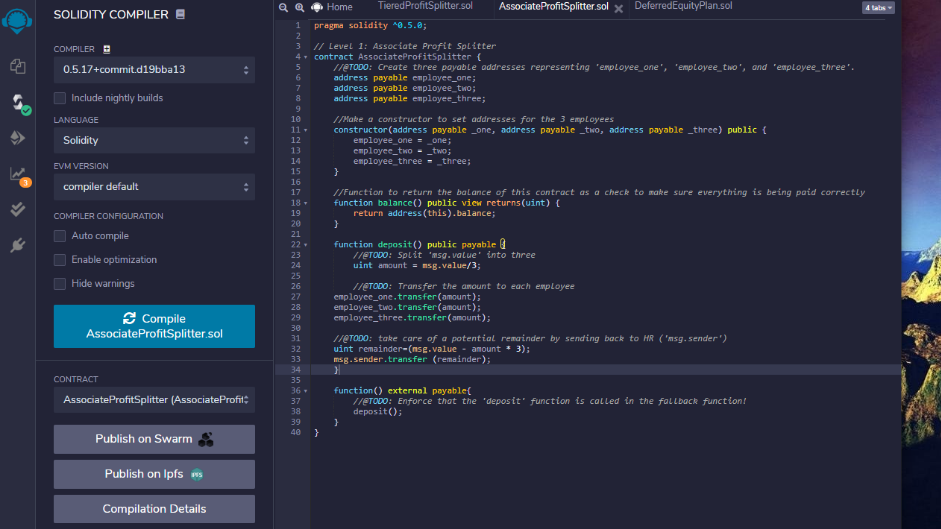 SOLIDITY COMPILER
COMPILER
0.5.17+commit.d19bba13
Include nightly builds
LANGUAGE
Solidity
EVM VERSION
compiler default
COMPILER CONFIGURATION
Auto compile
Enable optimization
Hide warnings
Compile
AssociateProfitSplitter.sol
CONTRACT
AssociateProfitSplitter (AssociateProfit
Publish on Swarm
Publish on Ipfs
Compilation Details
3
Home
TieredProfitSplitter.sol
AssociateProfitSplitter.sol
DeferredEquityPlan.sol
4 tabs
1 pragma solidity ^0.5.0;
2
3 // Level 1: Associate Profit Splitter
4 contract AssociateProfitSplitter {
5 //@TODO: Create three payable addresses representing 'employee_one', 'employee_two', and 'employee_three'.
6 address payable employee_one;
7 address payable employee_two;
8 address payable employee_three;
9
10 //Make a constructor to set addresses for the 3 employees
11 constructor(address payable _one, address payable _two, address payable _three) public {
12 employee_one = _one;
13 employee_two = _two;
14 employee_three = _three;
15 }
16
17 //Function to return the balance of this contract as a check to make sure everything is being paid correctly
18 function balance() public view returns(uint) {
19 return address(this).balance;
20 }
21
22 function deposit() public payable {
23 //@TODO: Split 'msg.value' into three
24 uint amount = msg.value/3;
25
26 //@TODO: Transfer the amount to each employee
27 employee_one.transfer(amount);
28 employee_two.transfer(amount);
29 employee_three.transfer(amount);
30
31 //@TODO: take care of a potential remainder by sending back to HR ('msg.sender')
32 uint remainder=(msg.value - amount * 3);
33 msg.sender.transfer (remainder);
34 }
35
36 function() external payable{
37 //@TODO: Enforce that the 'deposit' function is called in the fallback function!
38 deposit();
39 }
40 }